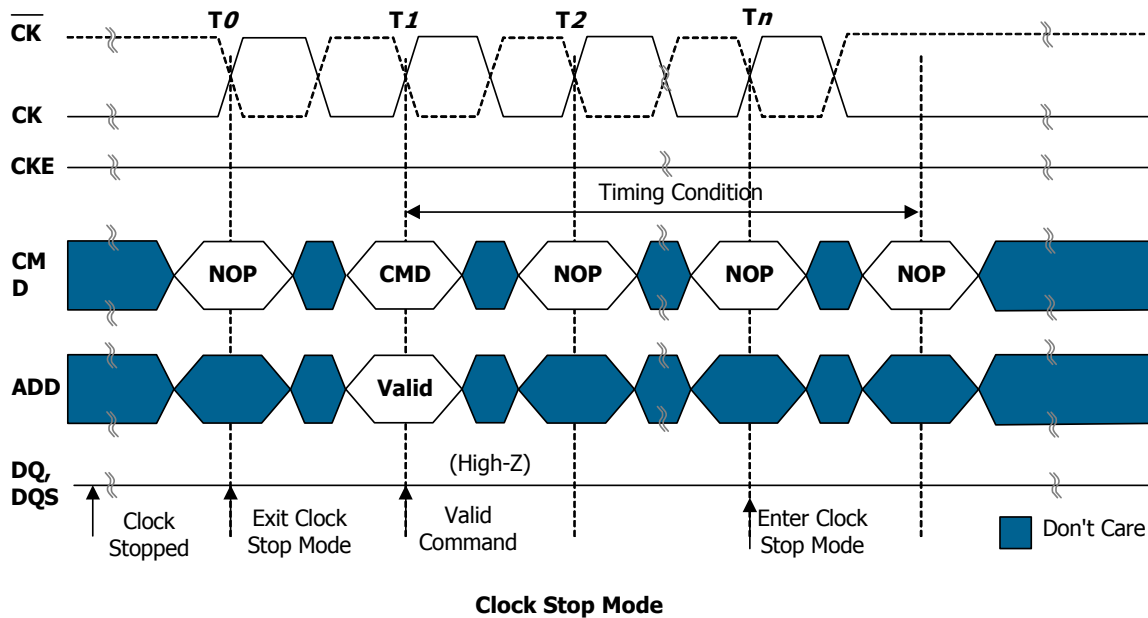 T0 T1 T2 Tn
CK
CK
CKE
Timing Condition
CM
D
NOP CMD NOP NOP NOP
ADD
Valid
DQ,
DQS
(High-Z)
Clock
Stopped
Exit Clock
Stop Mode
Valid
Command
Enter Clock
Stop Mode
Don't Care
Clock Stop Mode